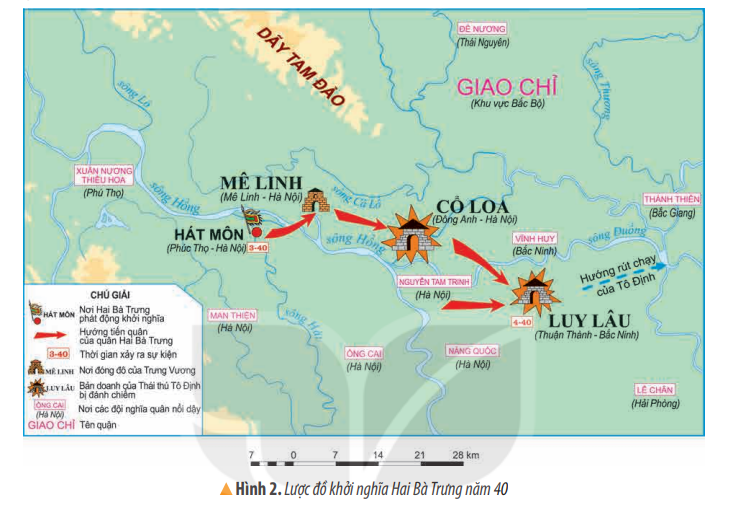 ĐÊ NƯƠNG
(Thái Nguyên)
DÃY TAM ĐẢO
sông Lô
sông Thương
GIAO CHỈ
(Khu vực Bắc Bộ)
XUÂN NƯƠNG
THIỀU HOA
(Phú Thọ)
MÊ LINH
(Mê Linh - Hà Nội)
sông Cà Lồ
CỔ LOA
(Đông Anh - Hà Nội)
THÁNH THIÊN
(Bắc Giang)
sông Hồng
HÁT MÔN
(Phúc Thọ - Hà Nội)
3-40
sông Hồng
VĨNH HUY
(Bắc Ninh)
sông Đuống
Hướng rút chạy
của Tô Định
NGUYỄN TAM TRINH
(Hà Nội)
MAN THIỆN
(Hà Nội)
sông Hát
4-40
LUY LÂU
(Thuận Thành - Bắc Ninh)
ÔNG CAI
(Hà Nội)
NÀNG QUỐC
(Hà Nội)
LÊ CHÂN
(Hải Phòng)
CHÚ GIẢI
HÁT MÔN
Nơi Hai Bà Trưng
phát động khởi nghĩa
Hướng tiến quân
của quân Hai Bà Trưng
3-40
Thời gian xảy ra sự kiện
MÊ LINH
Nơi đóng đô của Trưng Vương
LUY LÂU
Bản doanh của Thái thú Tô Định
bị đánh chiếm
ÔNG CAI
(Hà Nội)
Nơi các đội nghĩa quân nổi dậy
GIAO CHỈ
Tên quận
7 0 7 14 21 28 km
Hình 2. Lược đồ khởi nghĩa Hai Bà Trưng năm 40